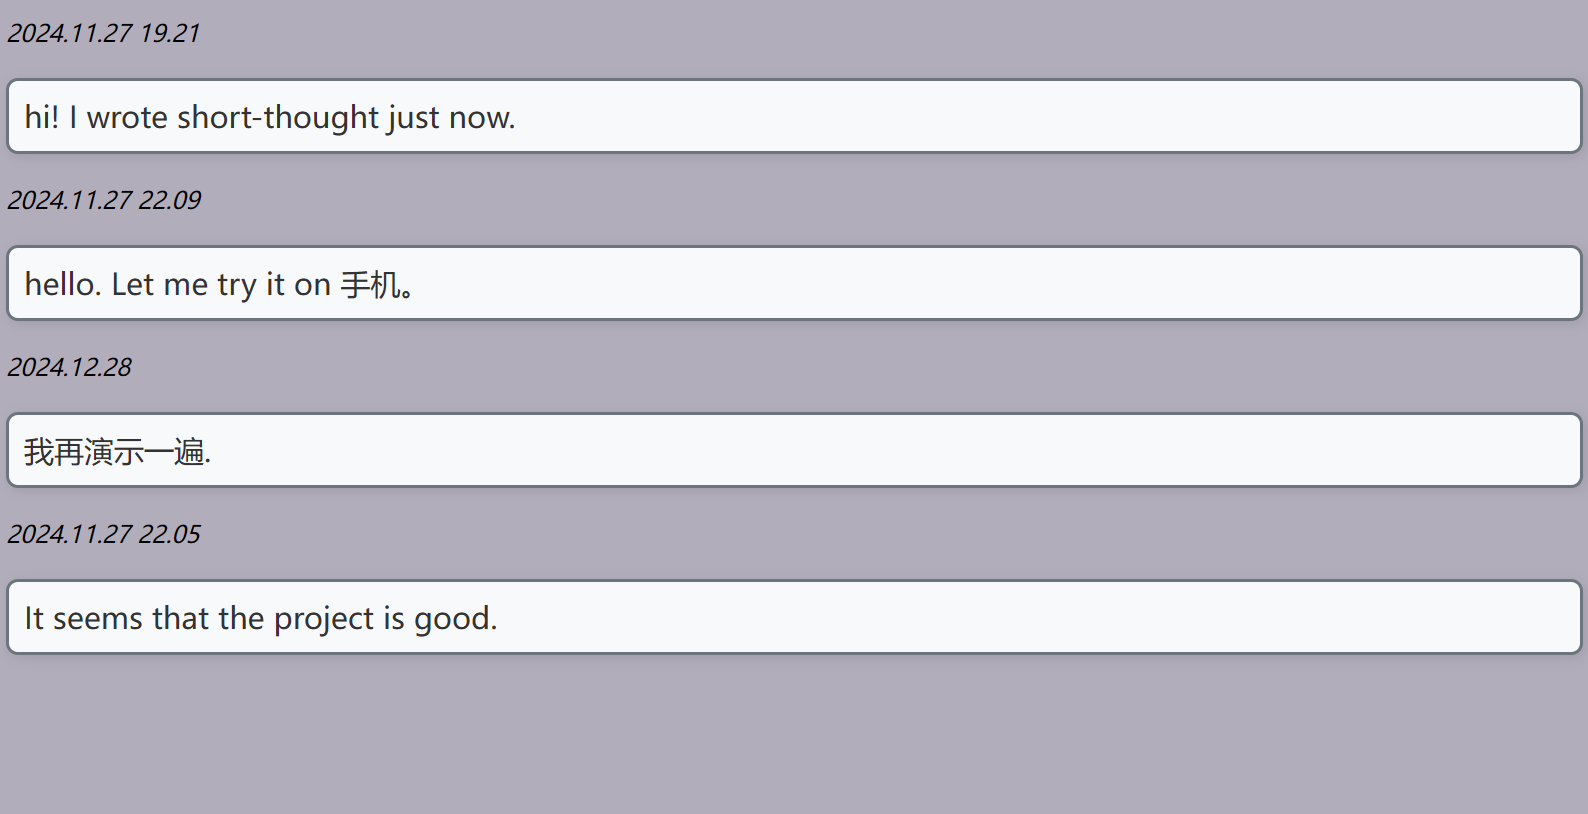 2024.11.27 19.21
hi! I wrote short-thought just now.
2024.11.27 22.09
hello. Let me try it on 手机。
2024.12.28
我再演示一遍.
2024.11.27 22.05
It seems that the project is good.